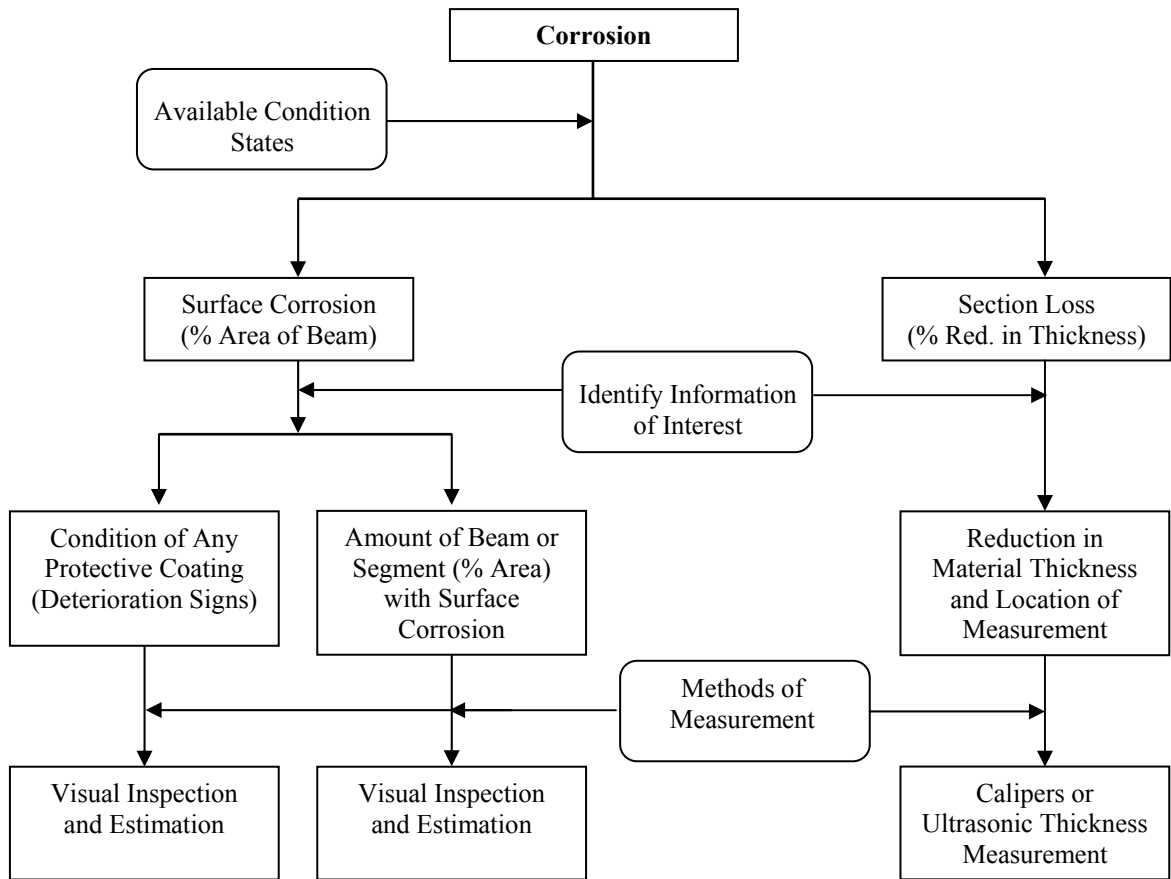 Corrosion
Available Condition
States
Surface Corrosion
(% Area of Beam)
Section Loss
(% Red. in Thickness)
Identify Information
of Interest
Condition of Any
Protective Coating
(Deterioration Signs)
Amount of Beam or
Segment (% Area)
with Surface
Corrosion
Reduction in
Material Thickness
and Location of
Measurement
Methods of
Measurement
Visual Inspection
and Estimation
Visual Inspection
and Estimation
Calipers or
Ultrasonic Thickness
Measurement